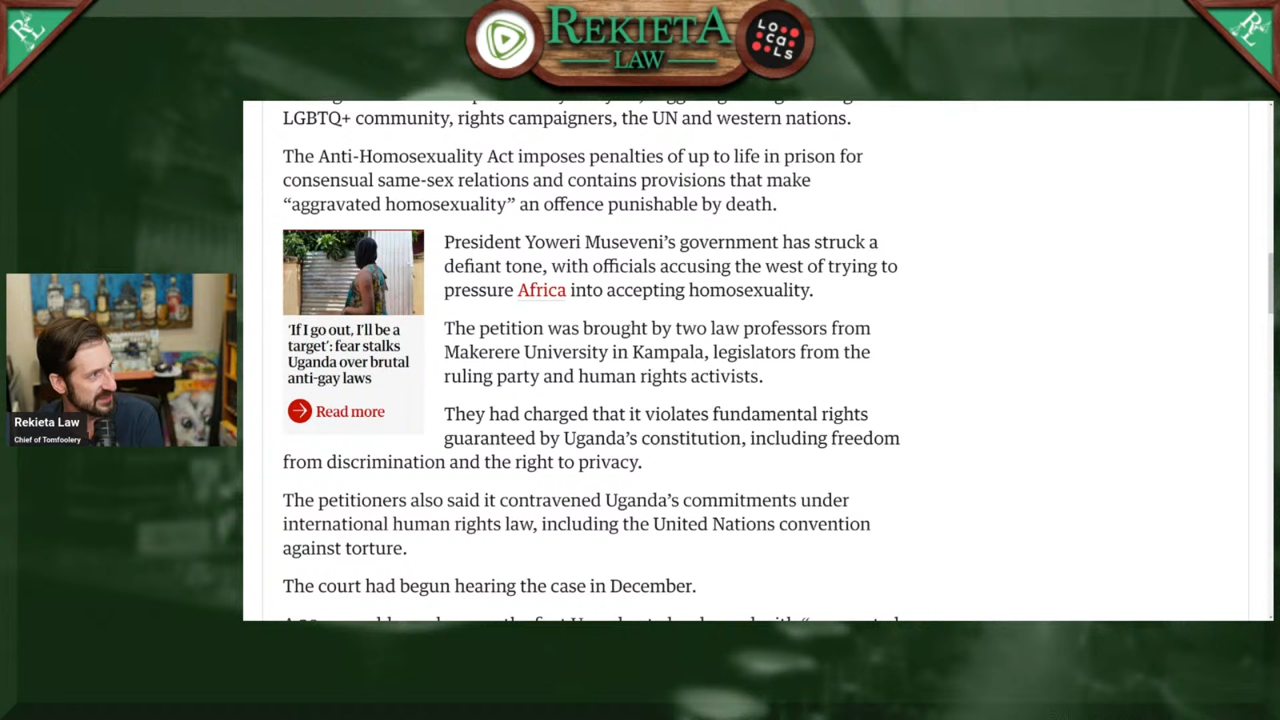 REKIETA
LAW
LOCALS
RL
RL
LGBTQ+ community, rights campaigners, the UN and western nations.
The Anti-Homosexuality Act imposes penalties of up to life in prison for
consensual same-sex relations and contains provisions that make
“aggravated homosexuality” an offence punishable by death.
President Yoweri Museveni’s government has struck a
defiant tone, with officials accusing the west of trying to
pressure Africa into accepting homosexuality.
‘If I go out, I’ll be a
target’: fear stalks
Uganda over brutal
anti-gay laws
Read more
The petition was brought by two law professors from
Makerere University in Kampala, legislators from the
ruling party and human rights activists.
They had charged that it violates fundamental rights
guaranteed by Uganda’s constitution, including freedom
from discrimination and the right to privacy.
The petitioners also said it contravened Uganda’s commitments under
international human rights law, including the United Nations convention
against torture.
The court had begun hearing the case in December.
Rekieta Law
Chief of Tomfoolery